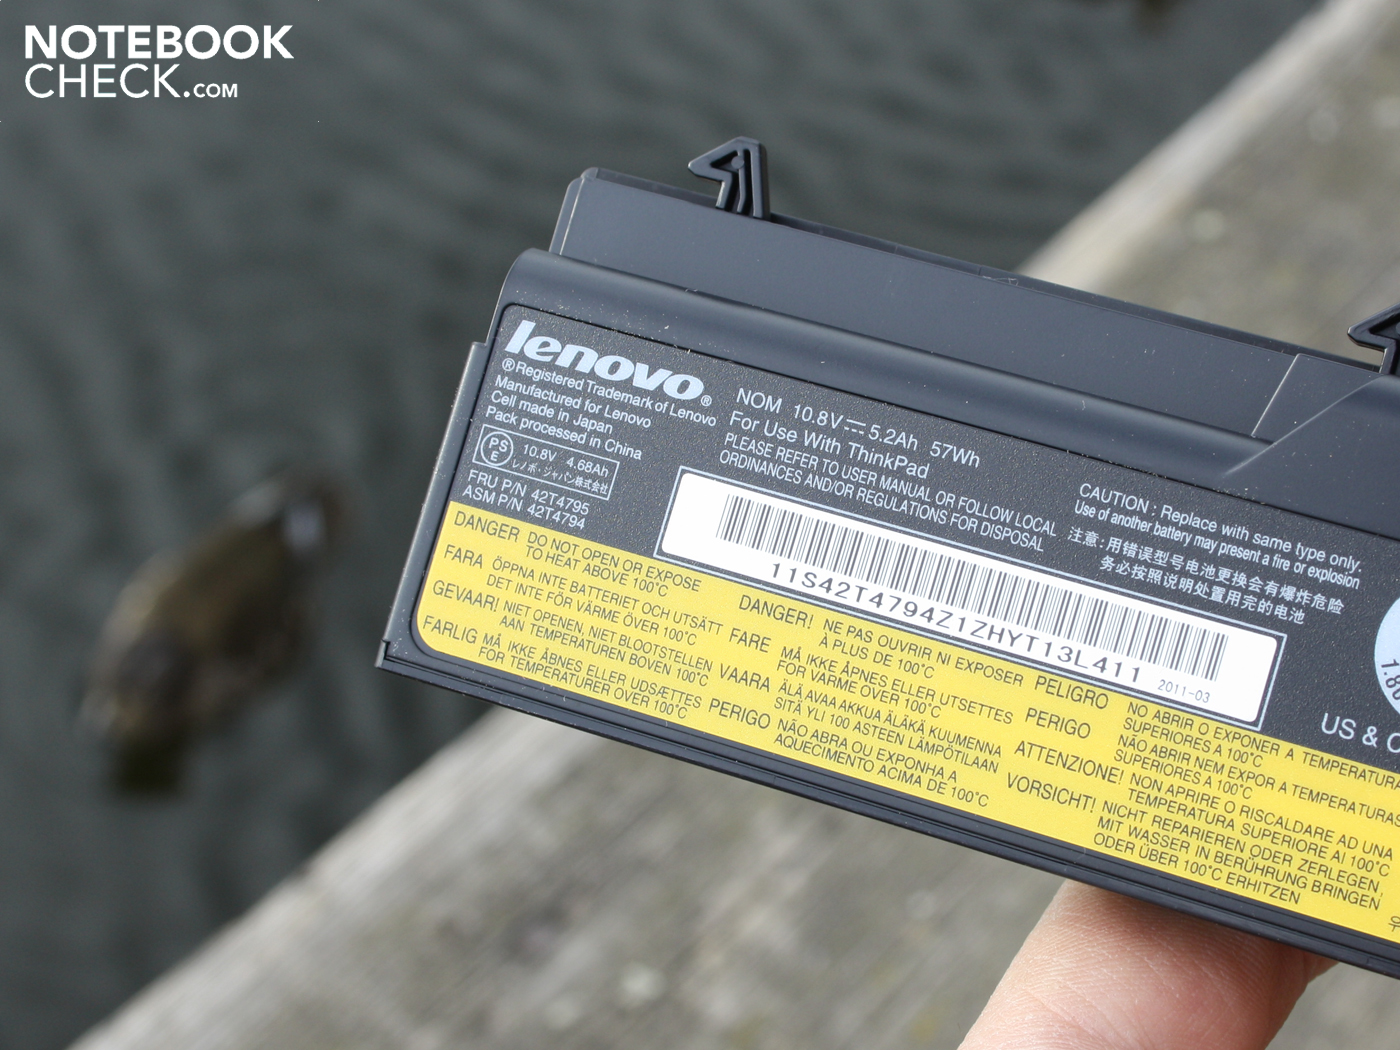 NOTEBOOK
CHECK.COM
lenovo®
®Registered Trademark of Lenovo
Manufactured for Lenovo
Cell made in Japan
Pack processed in China
PS
E
10.8V 4.68Ah
レノボ・ジャパン株式会社
FRU P/N 42T4795
ASM P/N 42T4794
NOM 10.8V 5.2Ah 57Wh
For Use With ThinkPad
PLEASE REFER TO USER MANUAL OR FOLLOW LOCAL
ORDINANCES AND/OR REGULATIONS FOR DISPOSAL
CAUTION : Replace with same type only.
Use of another battery may present a fire or explosion
注意:用错误型号电池更换会有爆炸危险
务必按照说明处置用完的电池
11S42T4794Z1ZHYT13L411
2011-03
US & C
DANGER DO NOT OPEN OR EXPOSE
TO HEAT ABOVE 100°C
FARA ÖPPNA INTE BATTERIET OCH UTSÄTT
DET INTE FÖR VÄRME ÖVER 100°C
GEVAAR! NIET OPENEN, NIET BLOOTSTELLEN
AAN TEMPERATUREN BOVEN 100°C
FARLIG MÅ IKKE ÅBNES ELLER UDSÆTTES
FOR TEMPERATURER OVER 100°C
DANGER! NE PAS OUVRIR NI EXPOSER
À PLUS DE 100°C
FARE MÅ IKKE ÅPNES ELLER UTSETTES
FOR VARME OVER 100°C
VAARA ÄLÄ AVAA AKKUA ÄLÄKÄ KUUMENNA
SITÄ YLI 100 ASTEEN LÄMPÖTILAAN
PERIGO NÃO ABRA OU EXPONHA A
AQUECIMENTO ACIMA DE 100°C
PELIGRO NO ABRIR O EXPONER A TEMPERATURA
SUPERIORES A 100°C
PERIGO NÃO ABRIR NEM EXPOR A TEMPERATURAS
SUPERIORES A 100°C
ATTENZIONE! NON APRIRE O RISCALDARE AD UNA
TEMPERATURA SUPERIORE AI 100°C
VORSICHT! NICHT REPARIEREN ODER ZERLEGEN,
MIT WASSER IN BERÜHRUNG BRINGEN
ODER ÜBER 100°C ERHITZEN